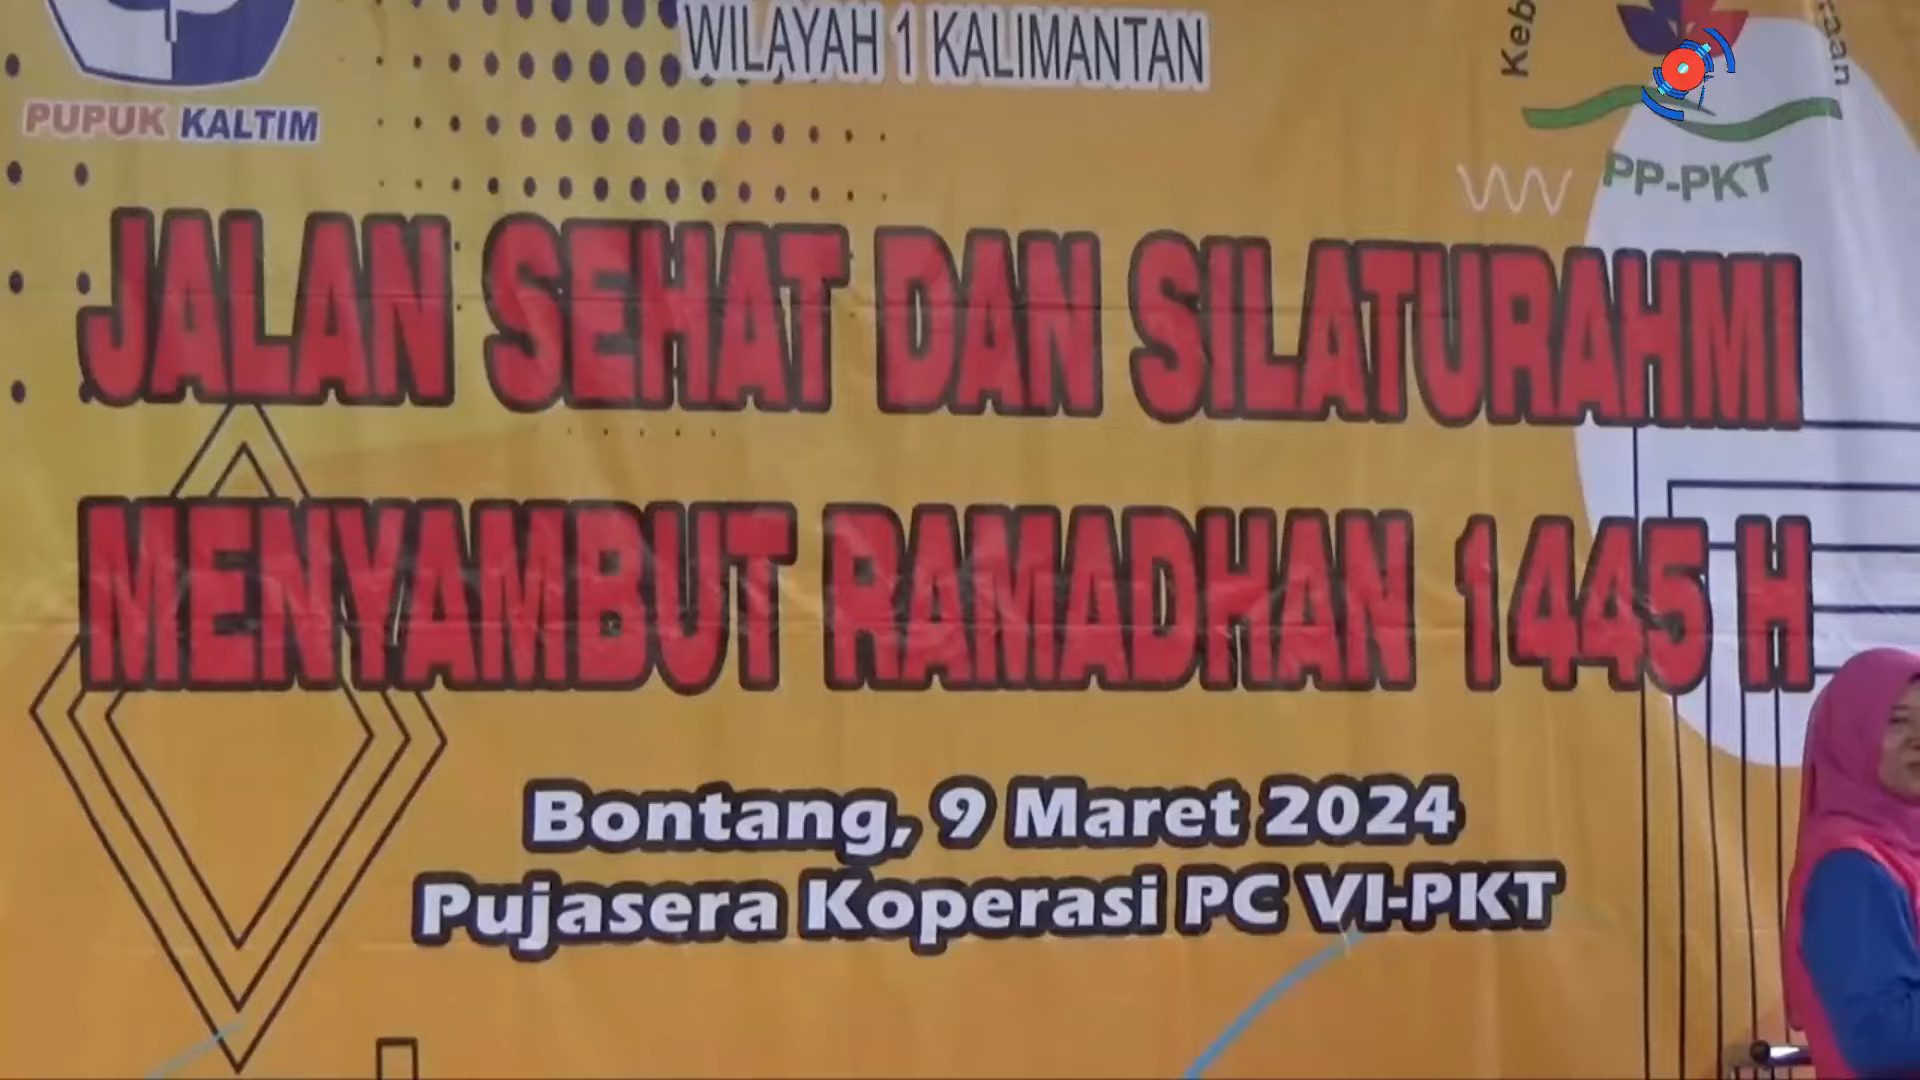 WILAYAH 1 KALIMANTAN
PUPUK KALTIM
PP-PKT
JALAN SEHAT DAN SILATURAHMI
MENYAMBUT RAMADHAN 1445 H
Bontang, 9 Maret 2024
Pujasera Koperasi PC VI-PKT